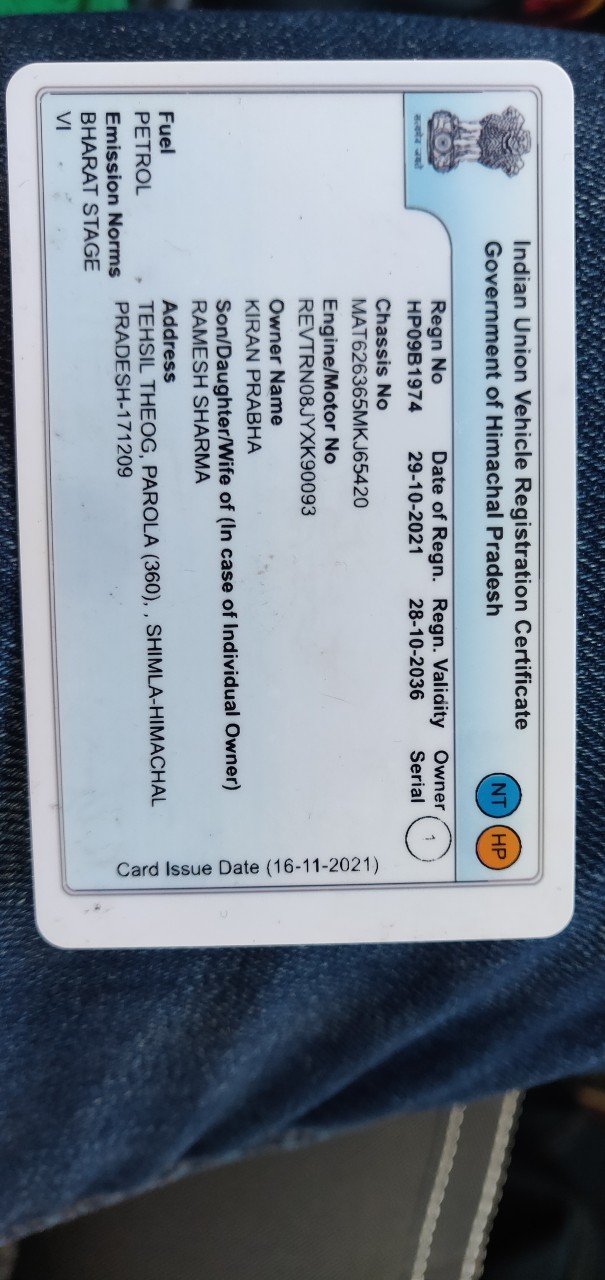 Indian Union Vehicle Registration Certificate
Government of Himachal Pradesh
NT HP
सत्यमेव जयते
Regn No Date of Regn. Regn. Validity Owner
HP09B1974 29-10-2021 28-10-2036 Serial 1
Chassis No
MAT626365MKJ65420
Engine/Motor No
REVTRN08JYXK90093
Owner Name
KIRAN PRABHA
Son/Daughter/Wife of (In case of Individual Owner)
RAMESH SHARMA
Fuel
PETROL
Emission Norms
BHARAT STAGE
VI
Address
TEHSIL THEOG, PAROLA (360), , SHIMLA-HIMACHAL
PRADESH-171209
Card Issue Date (16-11-2021)